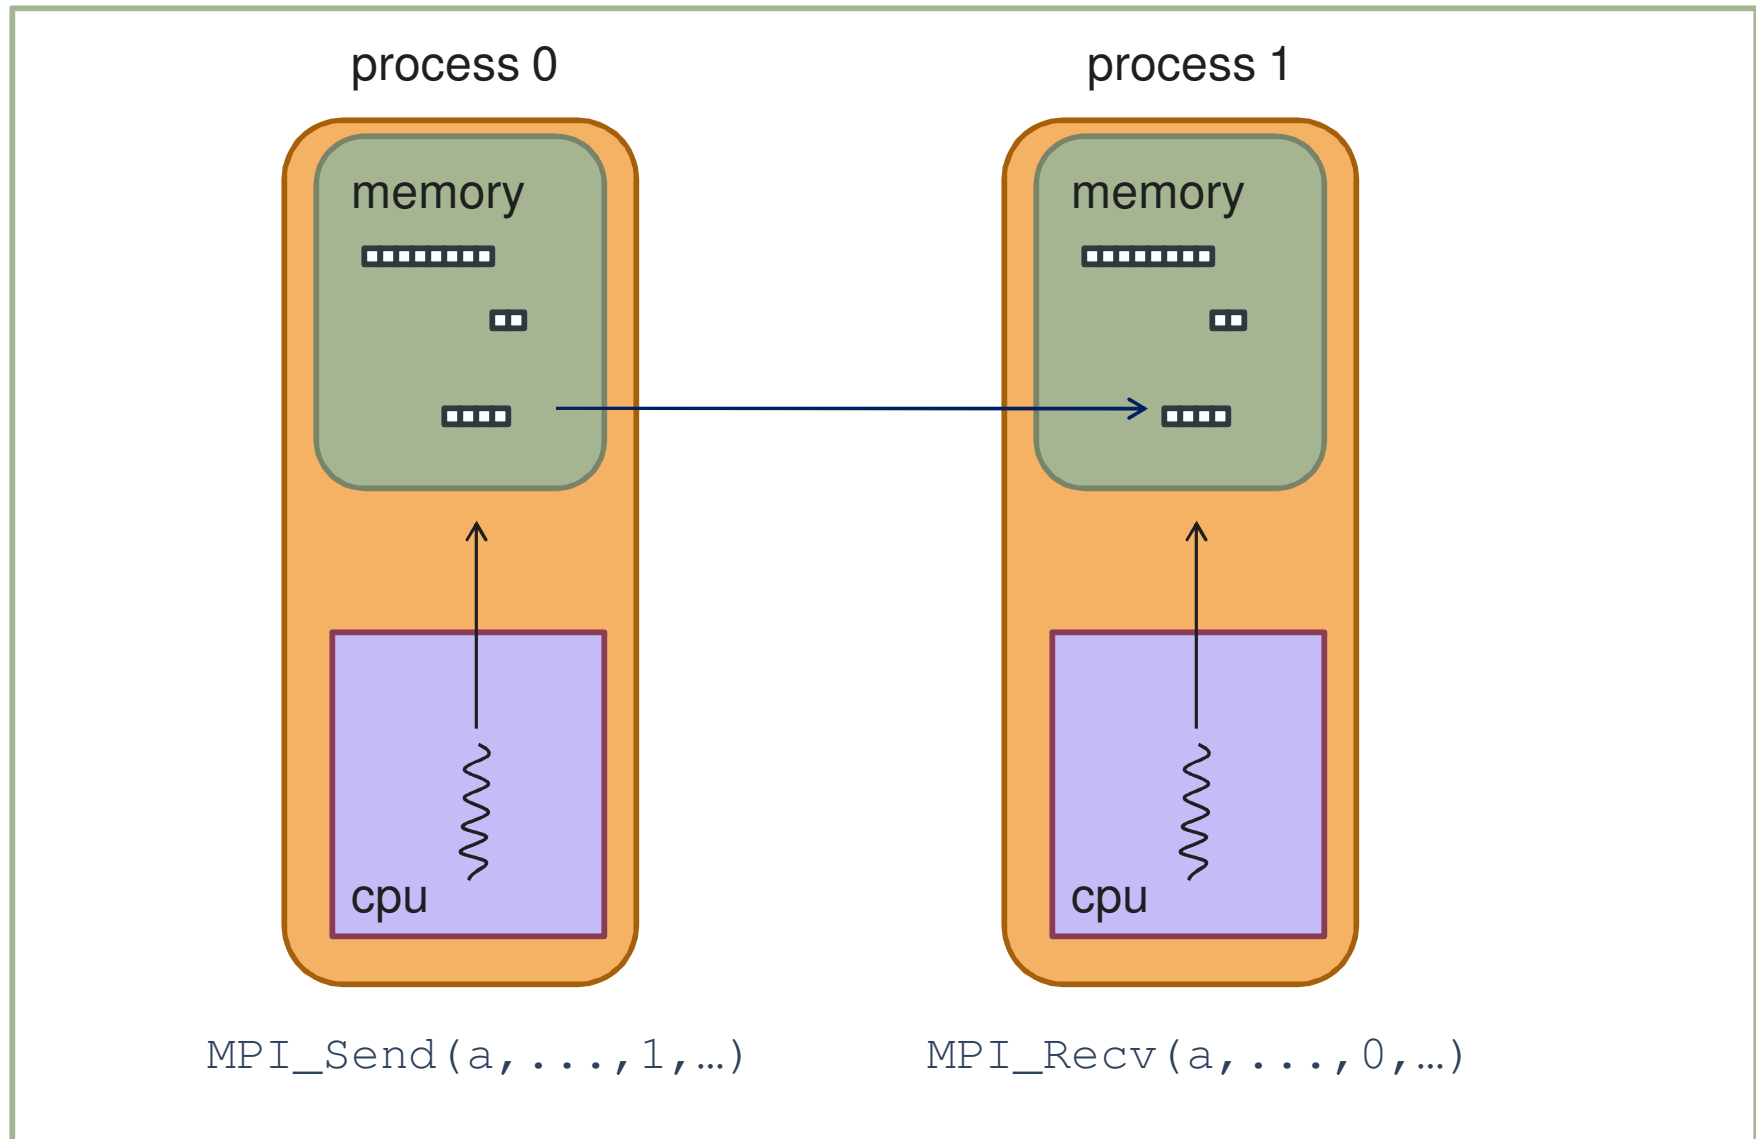 process 0
process 1
memory
memory
cpu
cpu
MPI_Send(a,...,1,…)
MPI_Recv(a,...,0,…)